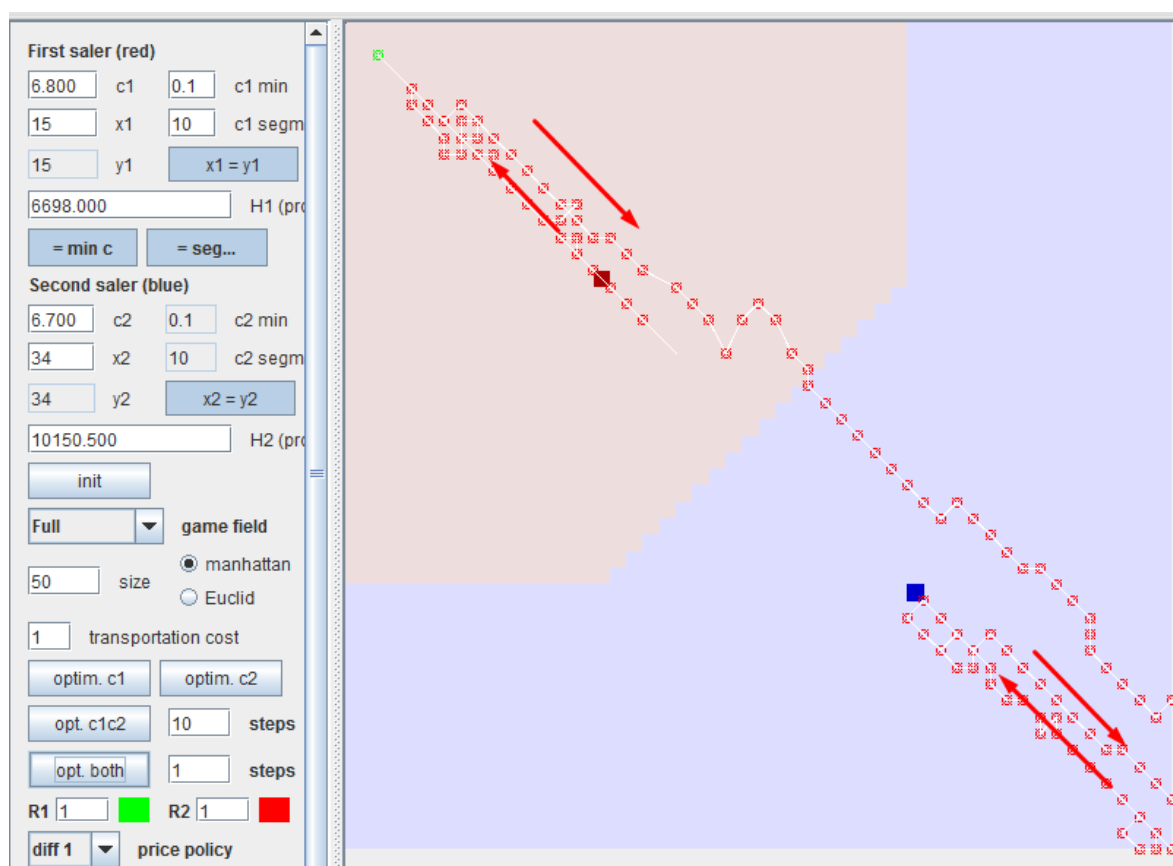 First saler (red)
6.800 c1 0.1 c1 min
15 x1 10 c1 segm
15 y1 x1 = y1
6698.000 H1 (pro
= min c = seg...
Second saler (blue)
6.700 c2 0.1 c2 min
34 x2 10 c2 segm
34 y2 x2 = y2
10150.500 H2 (pro
init
Full game field
manhattan
50 size
Euclid
1 transportation cost
optim. c1 optim. c2
opt. c1c2 10 steps
opt. both 1 steps
R1 1 R2 1
diff 1 price policy